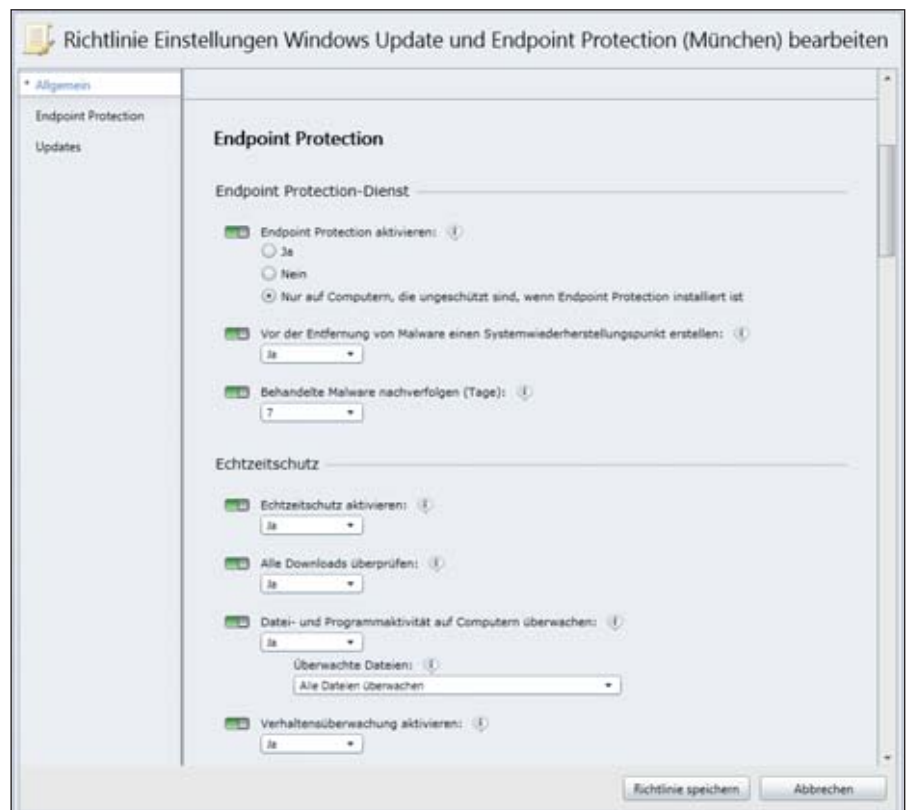 Richtlinie Einstellungen Windows Update und Endpoint Protection (München) bearbeiten
* Allgemein
Endpoint Protection
Updates
Endpoint Protection
Endpoint Protection-Dienst
Endpoint Protection aktivieren:
Ja
Nein
Nur auf Computern, die ungeschützt sind, wenn Endpoint Protection installiert ist
Vor der Entfernung von Malware einen Systemwiederherstellungspunkt erstellen:
Ja
Behandelte Malware nachverfolgen (Tage):
7
Echtzeitschutz
Echtzeitschutz aktivieren:
Ja
Alle Downloads überprüfen:
Ja
Datei- und Programmaktivität auf Computern überwachen:
Ja
Überwachte Dateien:
Alle Dateien überwachen
Verhaltensüberwachung aktivieren:
Ja
Richtlinie speichern Abbrechen